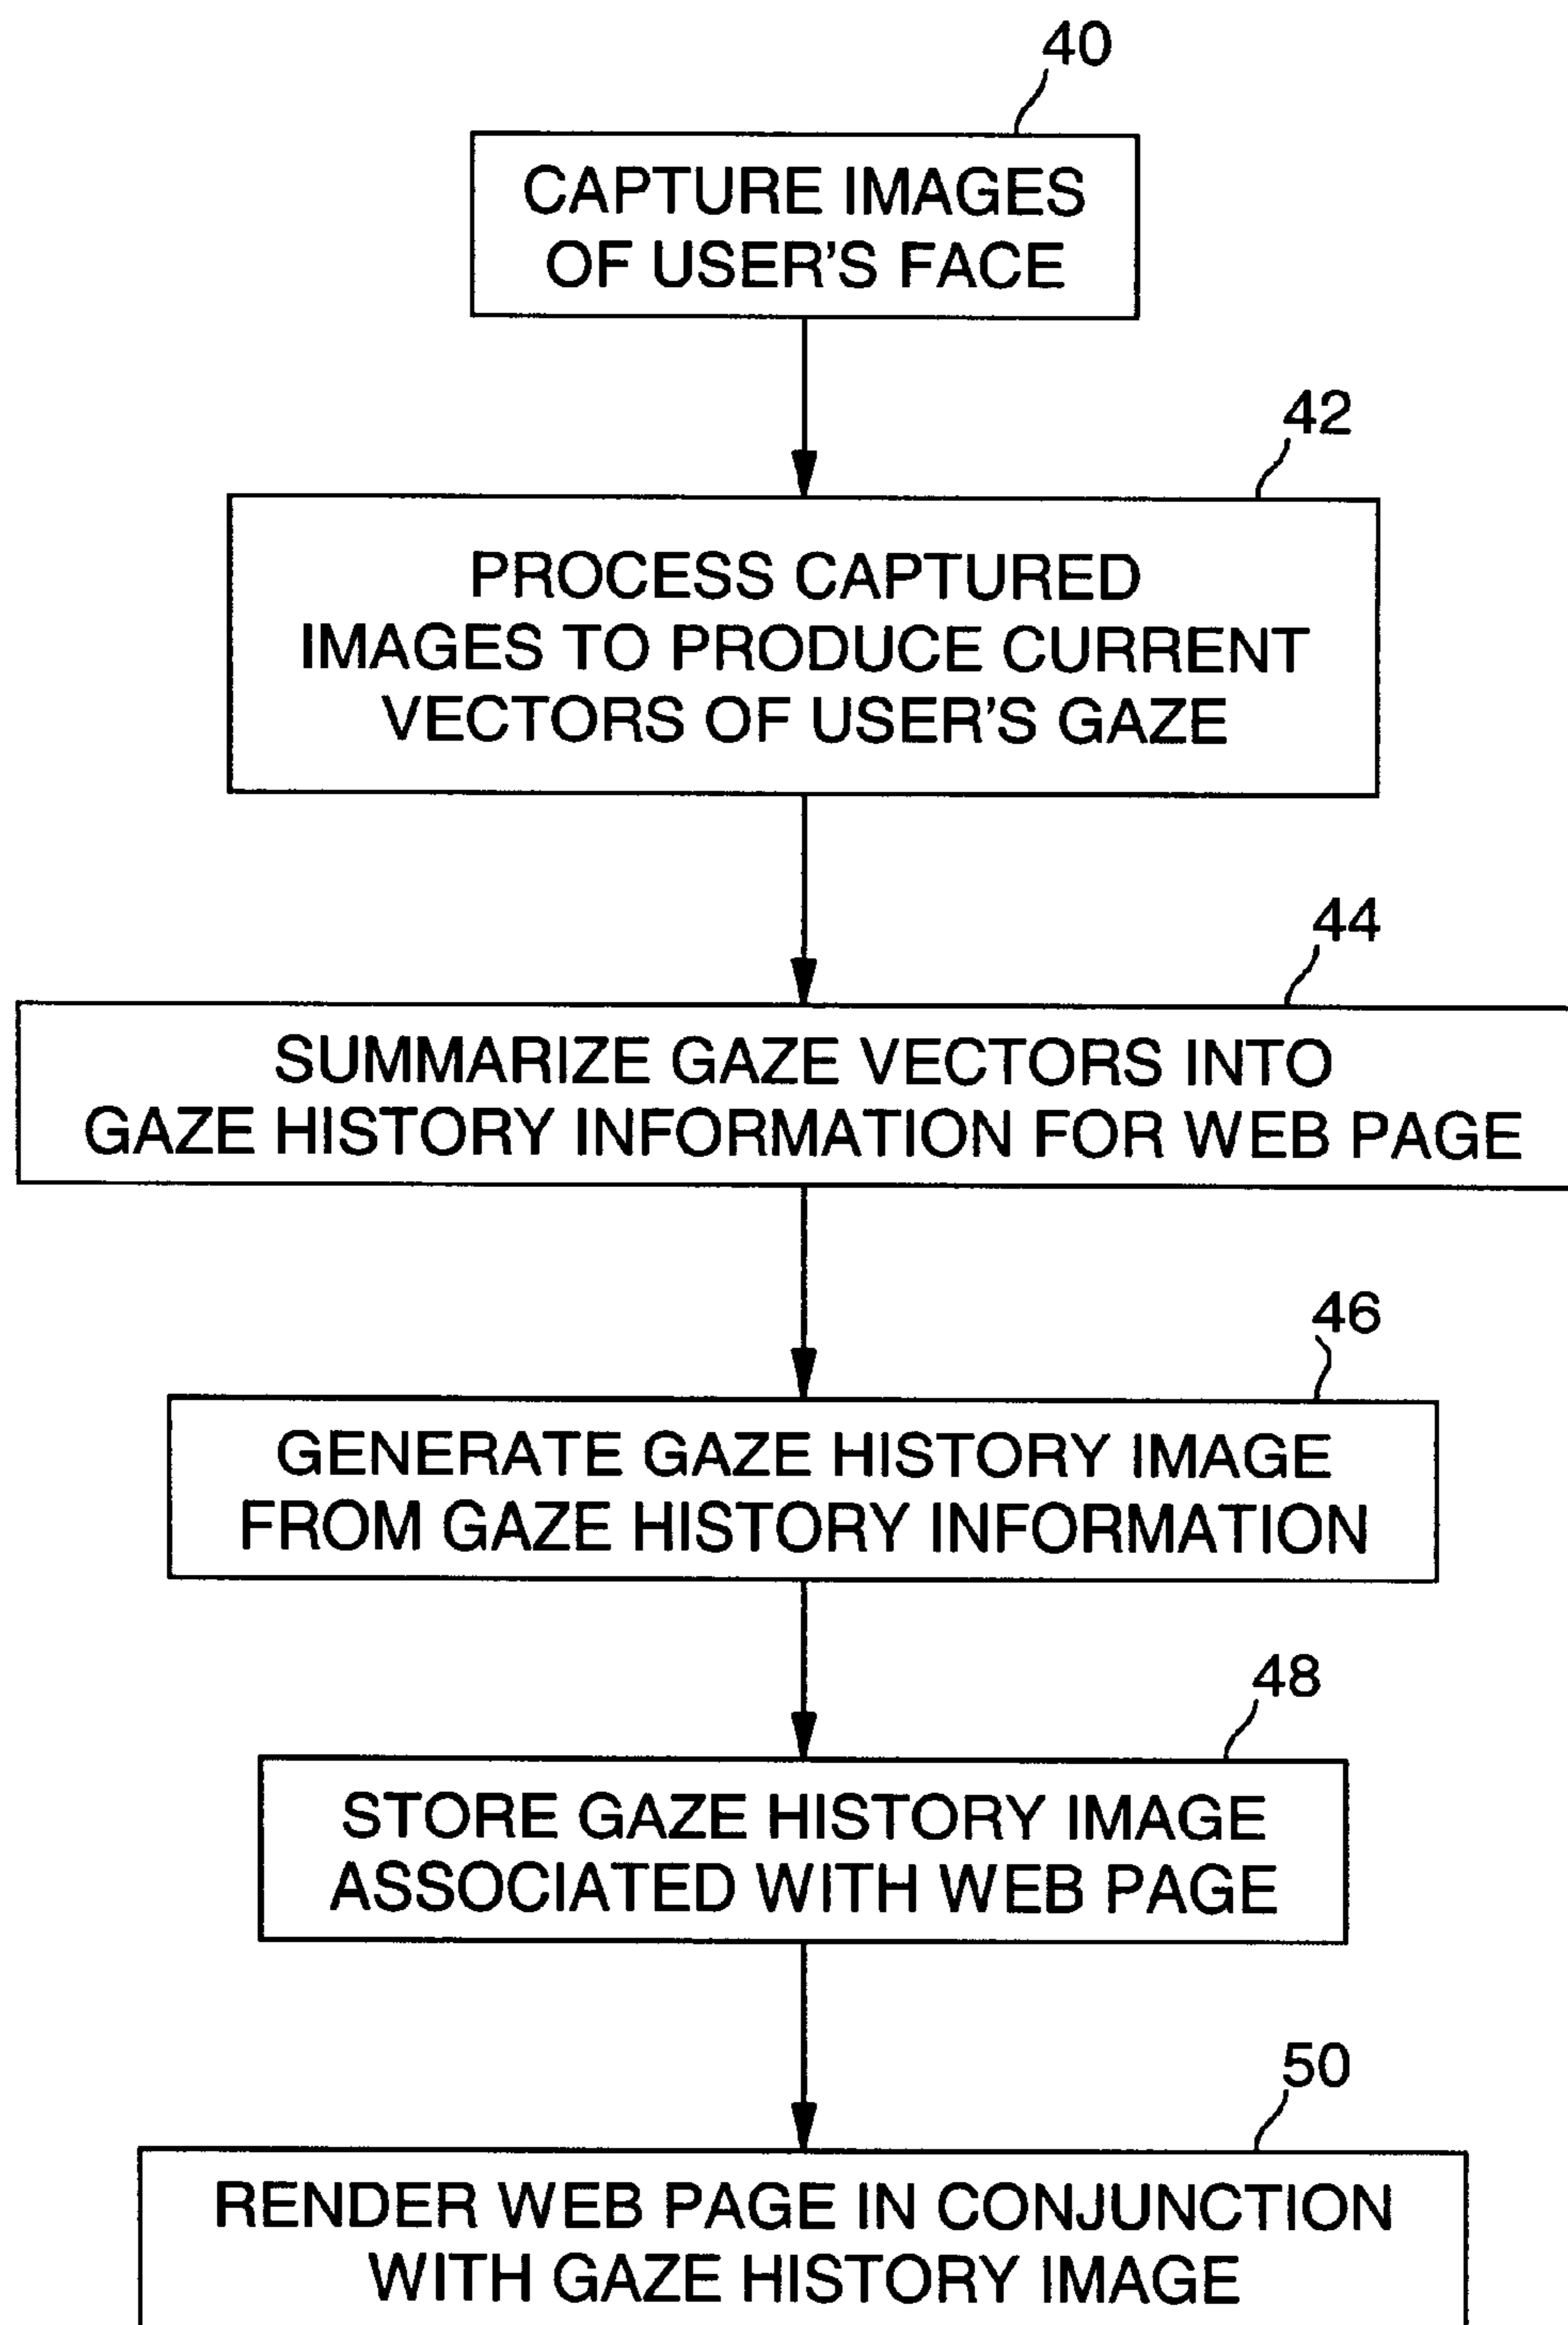 40
CAPTURE IMAGES
OF USER'S FACE
42
PROCESS CAPTURED
IMAGES TO PRODUCE CURRENT
VECTORS OF USER'S GAZE
44
SUMMARIZE GAZE VECTORS INTO
GAZE HISTORY INFORMATION FOR WEB PAGE
46
GENERATE GAZE HISTORY IMAGE
FROM GAZE HISTORY INFORMATION
48
STORE GAZE HISTORY IMAGE
ASSOCIATED WITH WEB PAGE
50
RENDER WEB PAGE IN CONJUNCTION
WITH GAZE HISTORY IMAGE